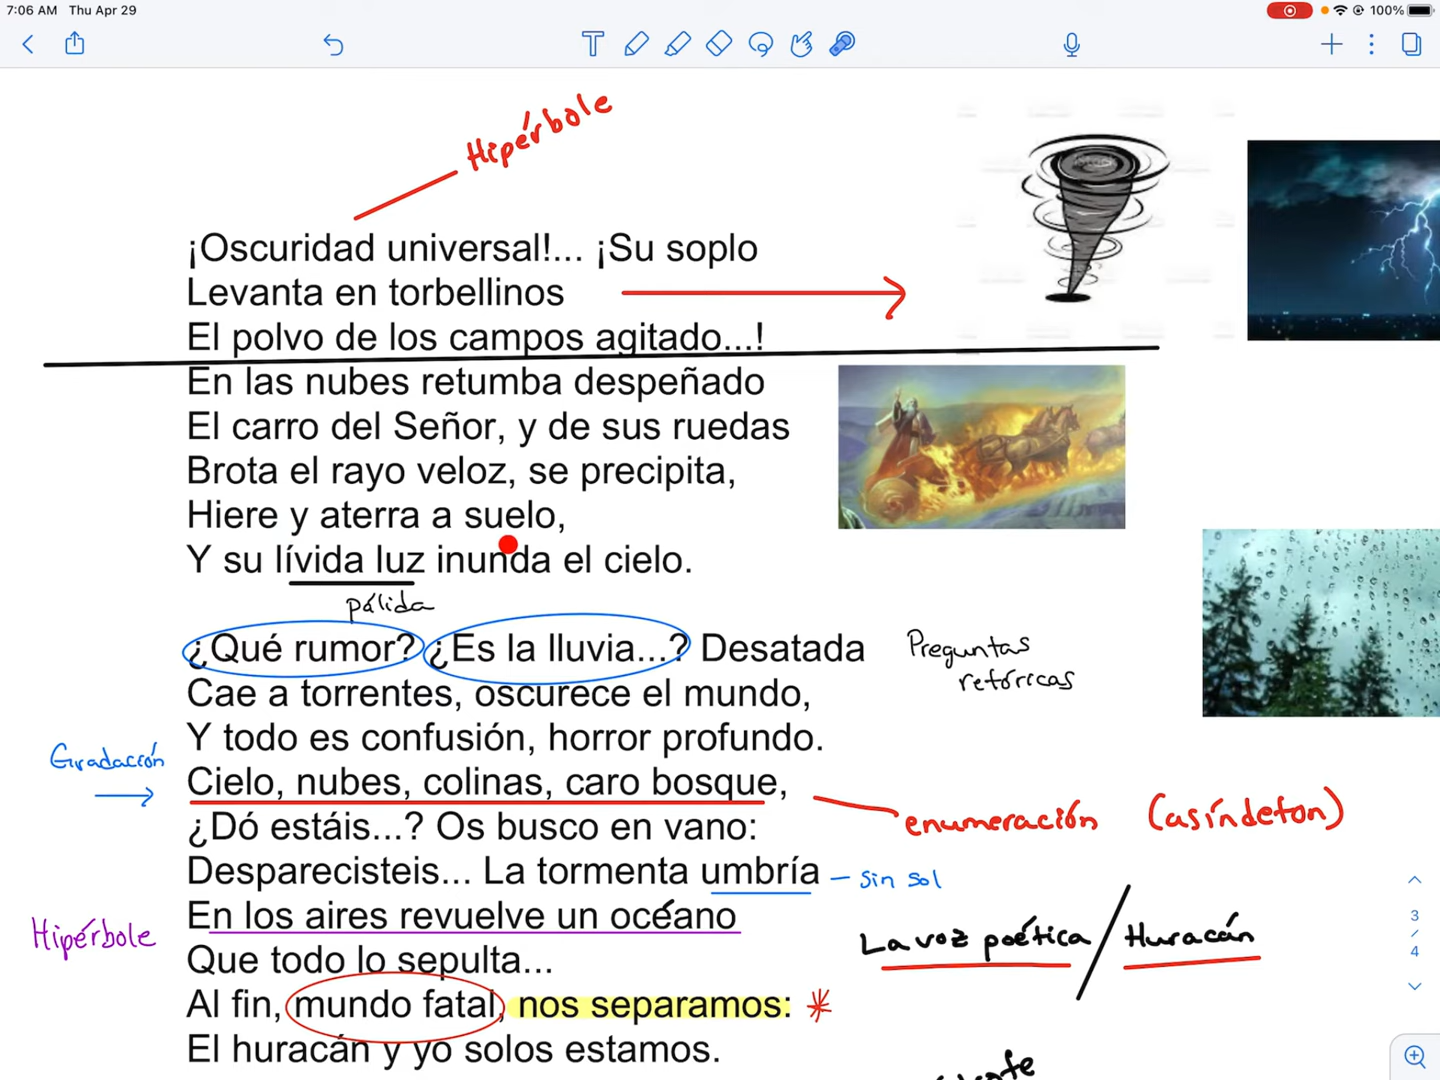 7:06 AM Thu Apr 29
100%
Hipérbole
¡Oscuridad universal!... ¡Su soplo
Levanta en torbellinos
El polvo de los campos agitado...!
En las nubes retumba despeñado
El carro del Señor, y de sus ruedas
Brota el rayo veloz, se precipita,
Hiere y aterra a suelo,
Y su lívida luz inunda el cielo.
pálida
¿Qué rumor? ¿Es la lluvia...? Desatada
Preguntas
retóricas
Cae a torrentes, oscurece el mundo,
Y todo es confusión, horror profundo.
Gradación
Cielo, nubes, colinas, caro bosque,
enumeración (asíndeton)
¿Dó estáis...? Os busco en vano:
Desparecisteis... La tormenta umbría
– sin sol
En los aires revuelve un océano
Hipérbole
La voz poética / Huracán
Que todo lo sepulta...
Al fin, mundo fatal, nos separamos: *
El huracán y yo solos estamos.
3
/
4